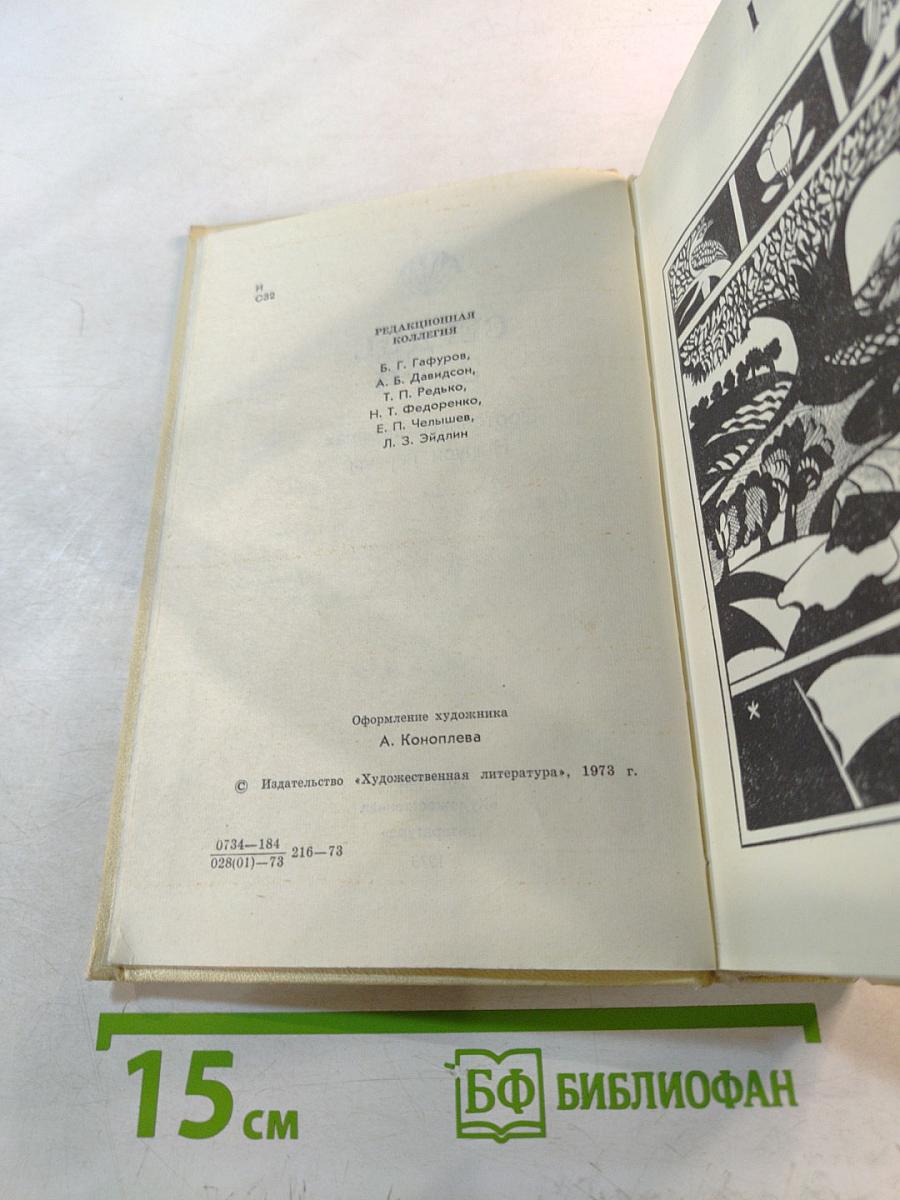 И
С32
РЕДАКЦИОННАЯ
КОЛЛЕГИЯ
Б. Г. Гафуров,
А. Б. Давидсон,
Т. П. Редько,
Н. Т. Федоренко,
Е. П. Челышев,
Л. З. Эйдлин
Оформление художника
А. Коноплева
© Издательство «Художественная литература», 1973 г.
0734—184
028(01)—73
216—73
I
15 см
БФ БИБЛИОФАН